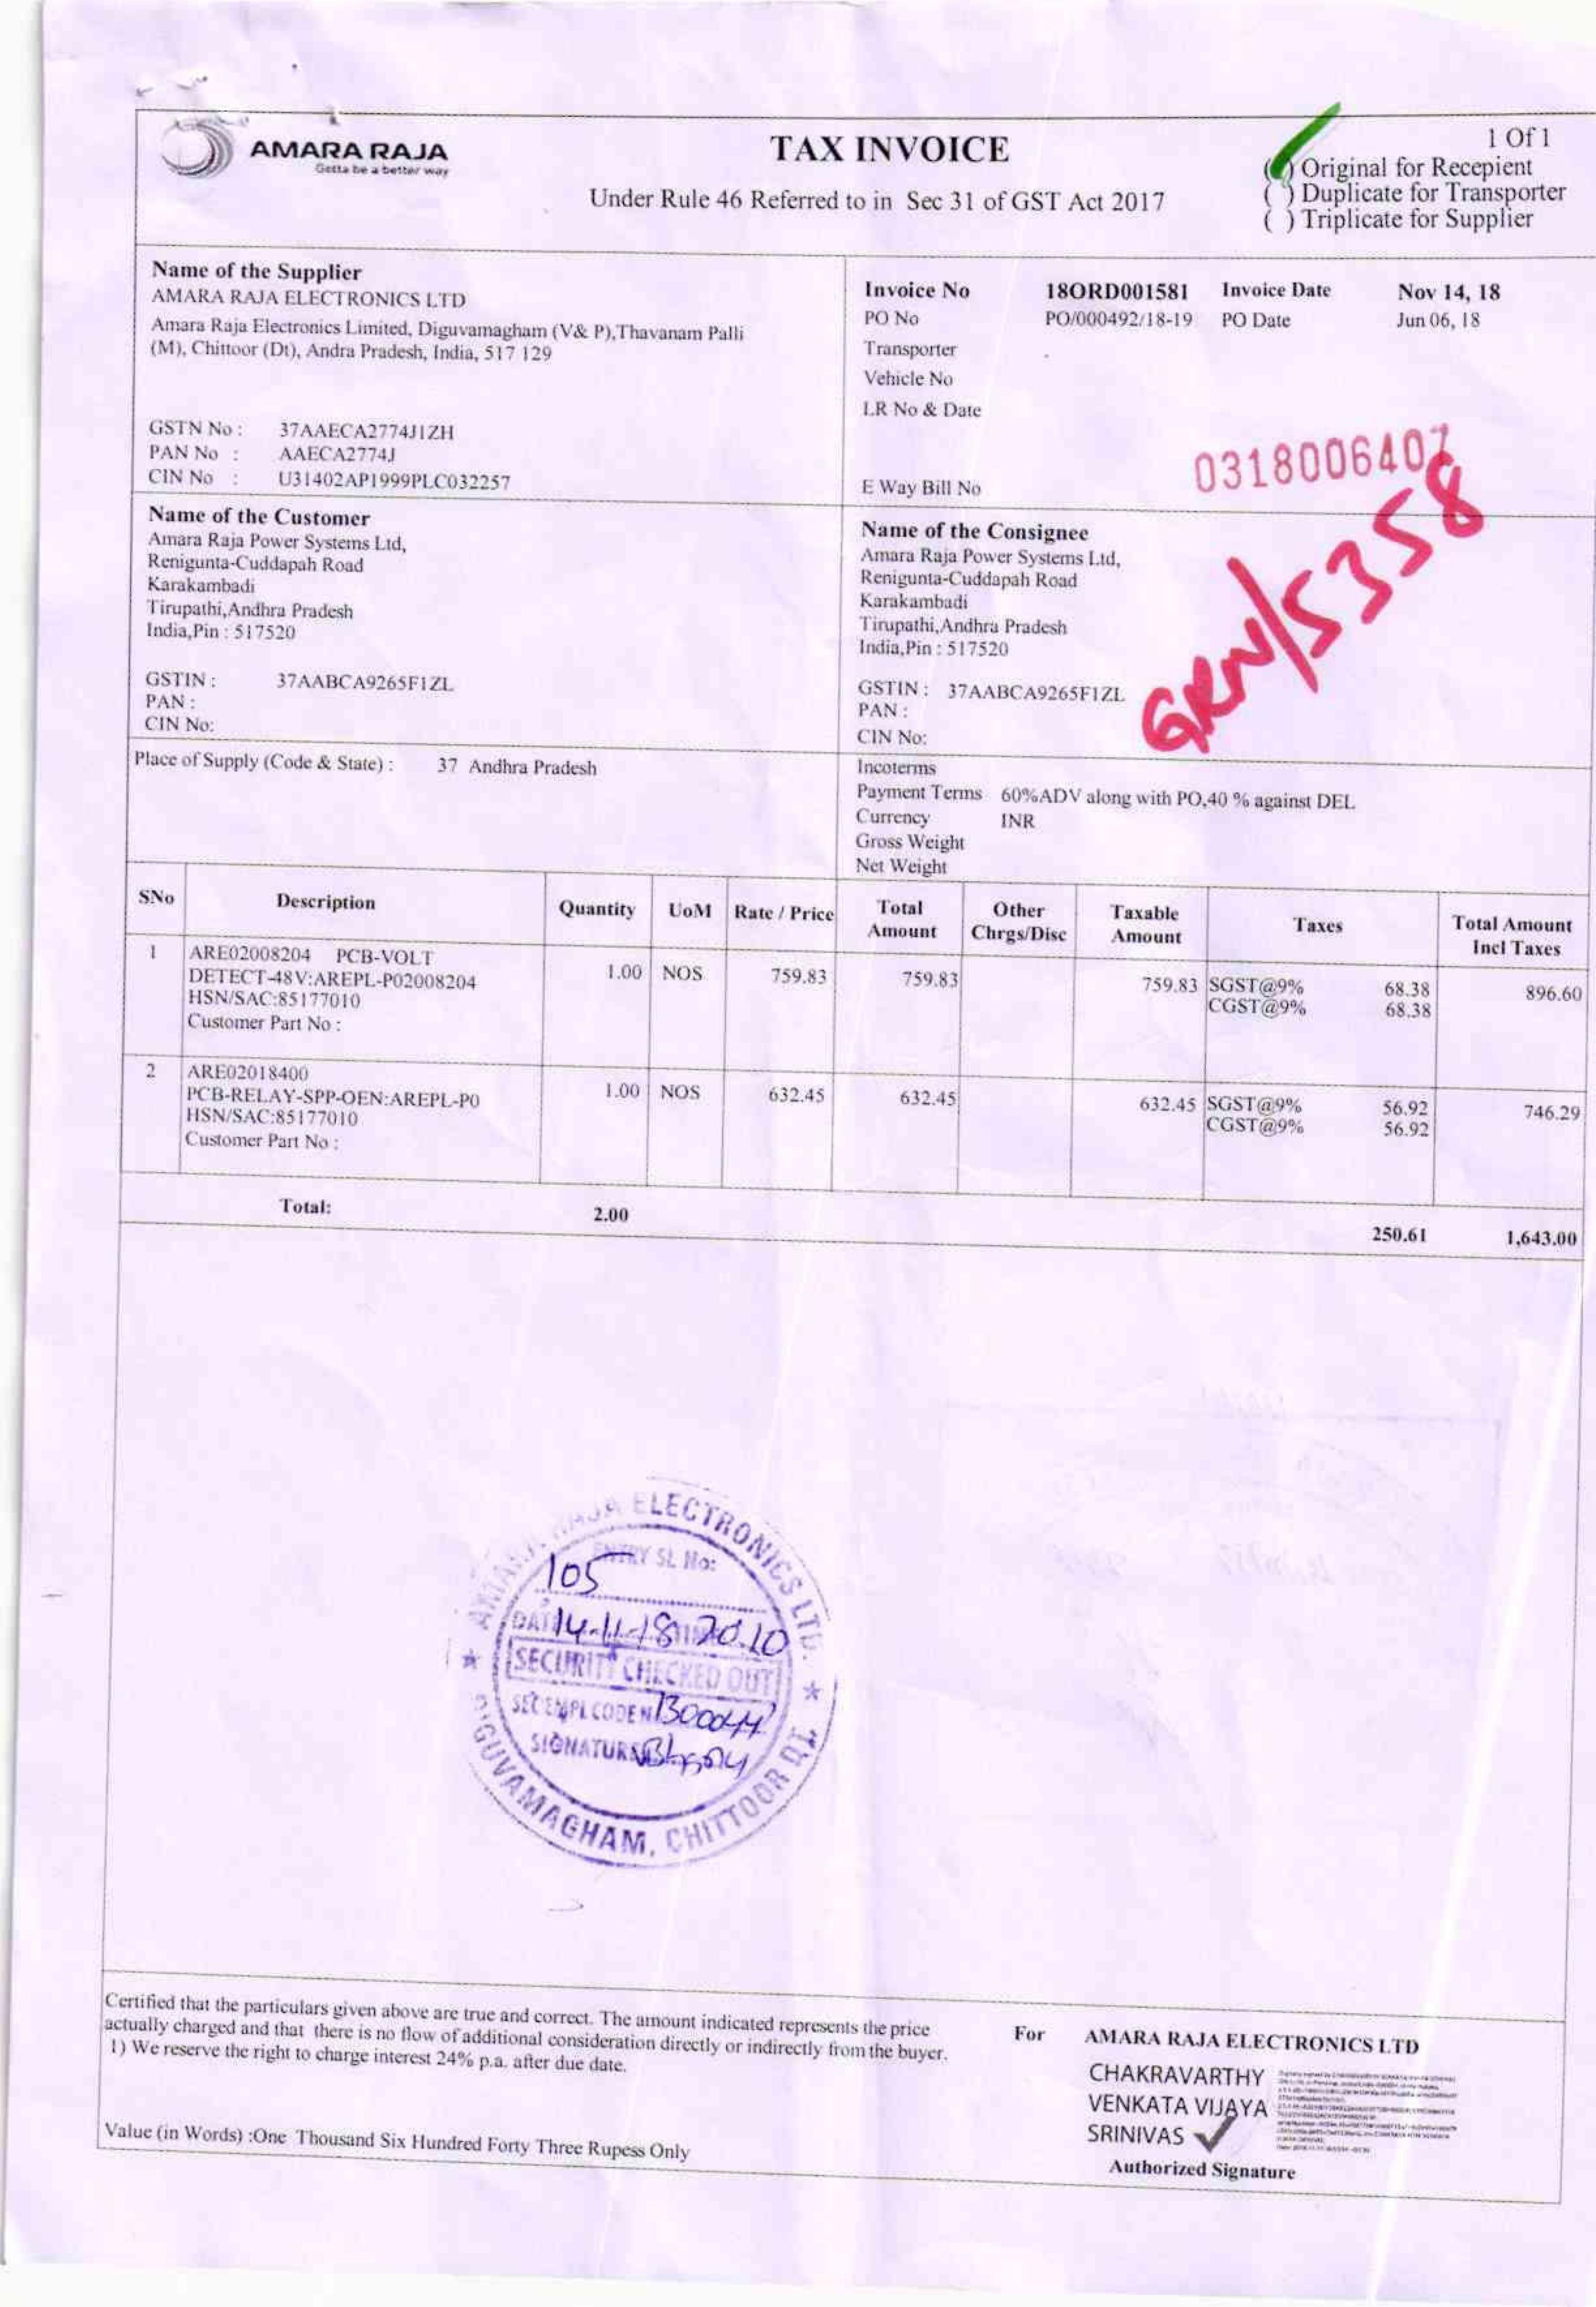 AMARA RAJA
Gotta be a better way
TAX INVOICE
Under Rule 46 Referred to in Sec 31 of GST Act 2017
1 Of 1
( ) Original for Recepient
( ) Duplicate for Transporter
( ) Triplicate for Supplier
Name of the Supplier
AMARA RAJA ELECTRONICS LTD
Amara Raja Electronics Limited, Diguvamagham (V& P),Thavanam Palli
(M), Chittoor (Dt), Andra Pradesh, India, 517 129
GSTN No : 37AAECA2774J1ZH
PAN No : AAECA2774J
CIN No : U31402AP1999PLC032257
Invoice No 18ORD001581 Invoice Date Nov 14, 18
PO No PO/000492/18-19 PO Date Jun 06, 18
Transporter
Vehicle No
LR No & Date
0318006407
E Way Bill No
GRN/5358
Name of the Customer
Amara Raja Power Systems Ltd,
Renigunta-Cuddapah Road
Karakambadi
Tirupathi,Andhra Pradesh
India,Pin : 517520
GSTIN : 37AABCA9265F1ZL
PAN :
CIN No:
Name of the Consignee
Amara Raja Power Systems Ltd,
Renigunta-Cuddapah Road
Karakambadi
Tirupathi,Andhra Pradesh
India,Pin : 517520
GSTIN : 37AABCA9265F1ZL
PAN :
CIN No:
Place of Supply (Code & State) : 37 Andhra Pradesh
Incoterms
Payment Terms 60%ADV along with PO,40 % against DEL
Currency INR
Gross Weight
Net Weight
SNo Description Quantity UoM Rate / Price Total Amount Other Chrgs/Disc Taxable Amount Taxes Total Amount Incl Taxes
1 ARE02008204 PCB-VOLT
DETECT-48V:AREPL-P02008204 1.00 NOS 759.83 759.83 759.83 SGST@9% 68.38 896.60
HSN/SAC:85177010 CGST@9% 68.38
Customer Part No :
2 ARE02018400
PCB-RELAY-SPP-OEN:AREPL-P0 1.00 NOS 632.45 632.45 632.45 SGST@9% 56.92 746.29
HSN/SAC:85177010 CGST@9% 56.92
Customer Part No :
Total: 2.00 250.61 1,643.00
AMARA RAJA ELECTRONICS LTD.
ENTRY SL No:
105
DATE 14-11-18 TIME 20.10
SECURITY CHECKED OUT
SEC EMPL CODE N
SIGNATURE
DIGUVAMAGHAM, CHITTOOR DT.
Certified that the particulars given above are true and correct. The amount indicated represents the price
actually charged and that there is no flow of additional consideration directly or indirectly from the buyer.
1) We reserve the right to charge interest 24% p.a. after due date.
For AMARA RAJA ELECTRONICS LTD
CHAKRAVARTHY
VENKATA VIJAYA
SRINIVAS
Authorized Signature
Value (in Words) :One Thousand Six Hundred Forty Three Rupess Only